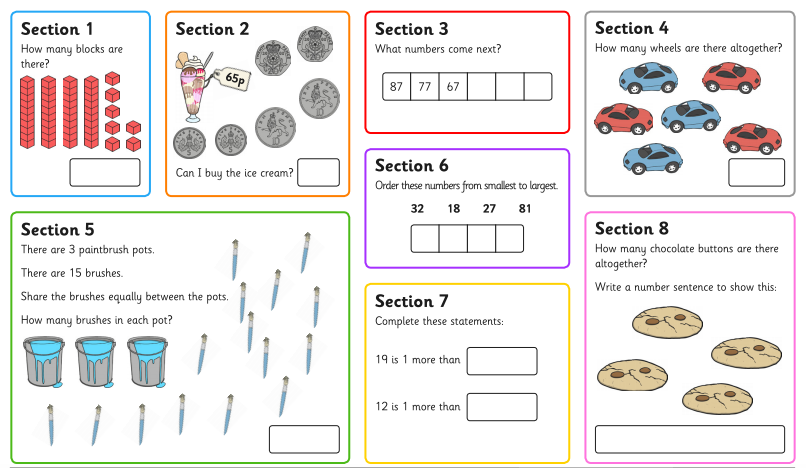 Section 1
How many blocks are
there?
Section 2
65p
Can I buy the ice cream?
Section 3
What numbers come next?
87 77 67
Section 4
How many wheels are there altogether?
Section 5
There are 3 paintbrush pots.
There are 15 brushes.
Share the brushes equally between the pots.
How many brushes in each pot?
Section 6
Order these numbers from smallest to largest.
32 18 27 81
Section 7
Complete these statements:
19 is 1 more than
12 is 1 more than
Section 8
How many chocolate buttons are there
altogether?
Write a number sentence to show this: